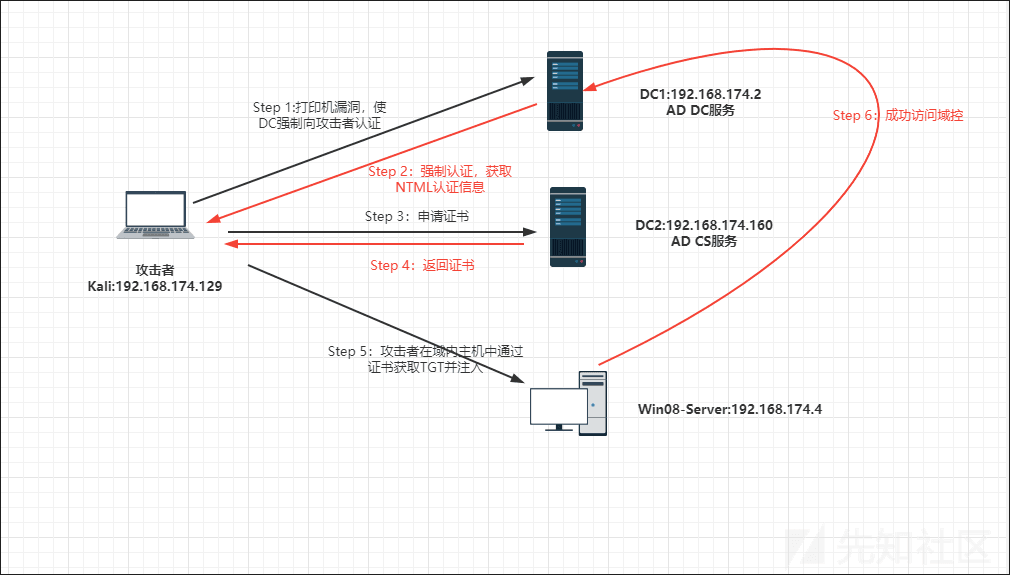 Step 1:打印机漏洞，使
DC强制向攻击者认证
DC1:192.168.174.2
AD DC服务
Step 6：成功访问域控
Step 2：强制认证，获取
NTML认证信息
Step 3：申请证书
DC2:192.168.174.160
AD CS服务
Step 4：返回证书
攻击者
Kali:192.168.174.129
Step 5：攻击者在域内主机中通过
证书获取TGT并注入
Win08-Server:192.168.174.4
先知社区